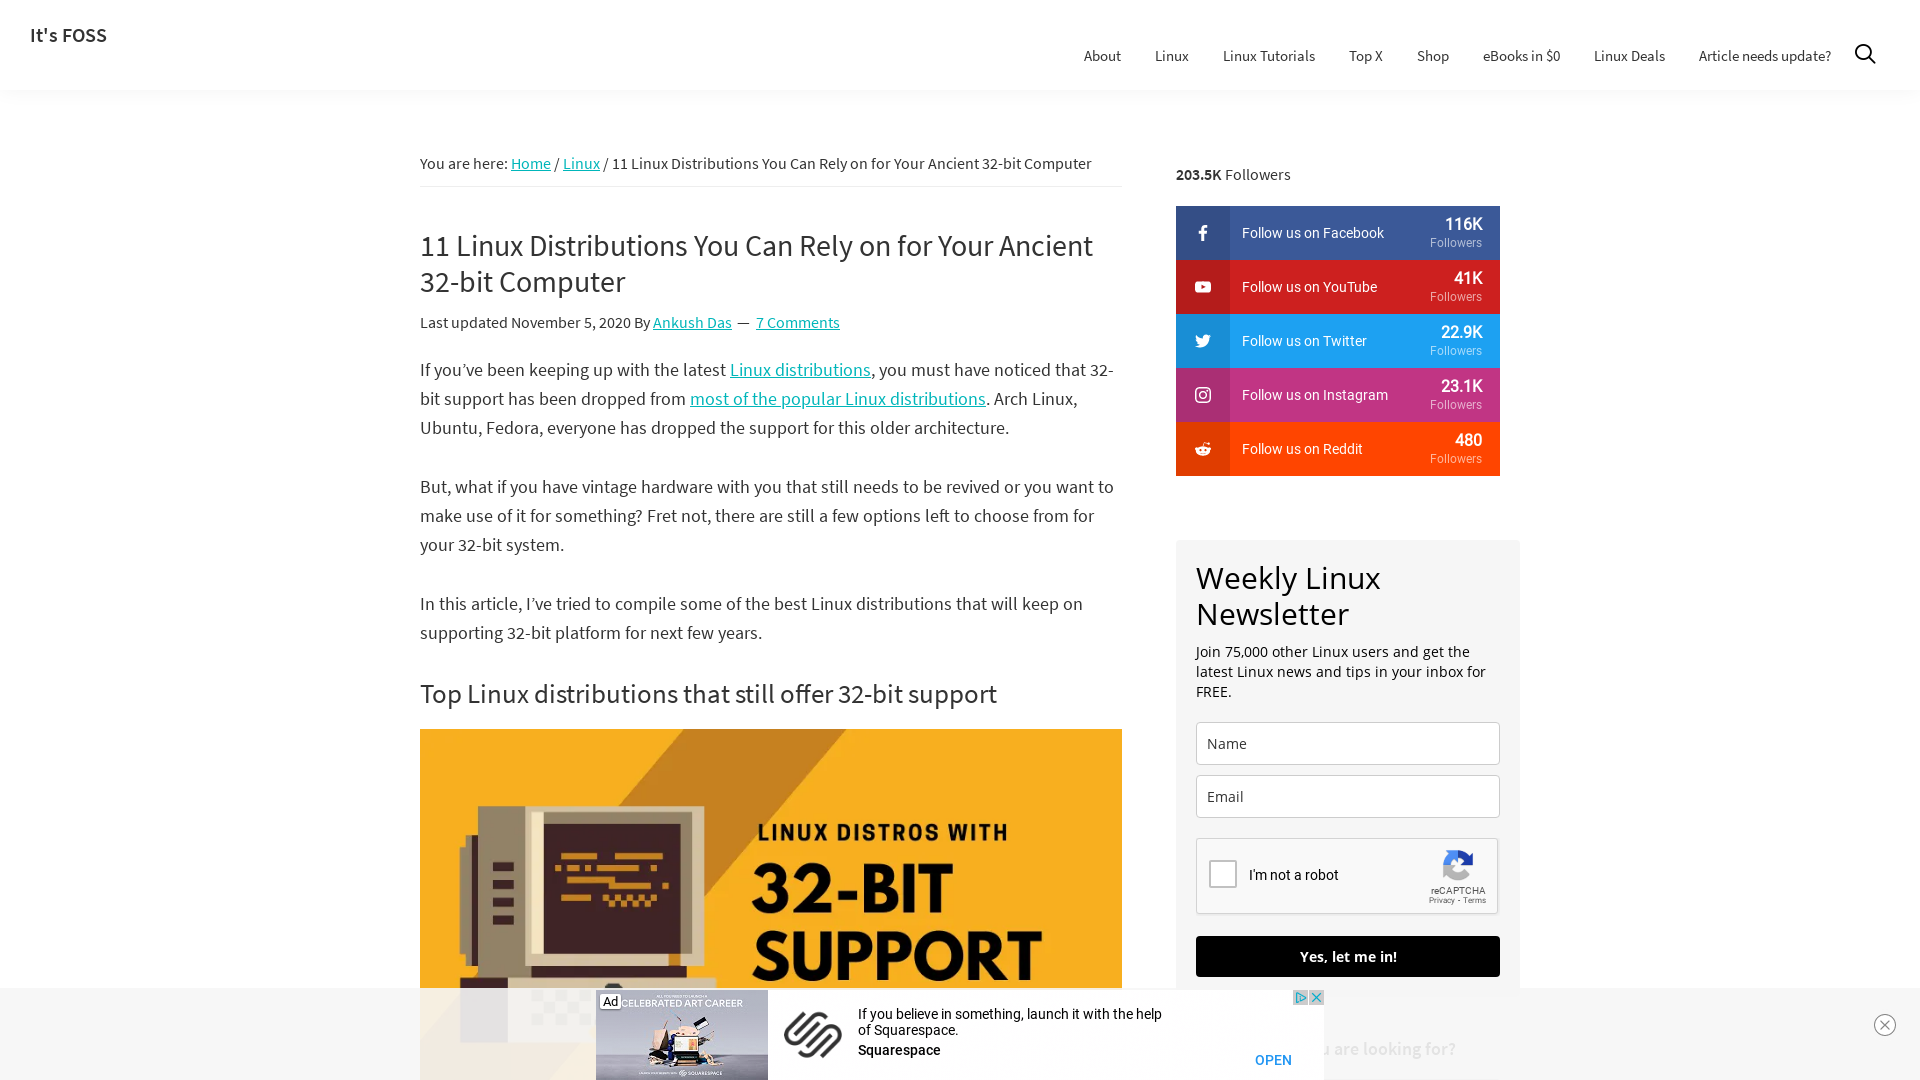 It's FOSS
About
Linux
Linux Tutorials
Top X
Shop
eBooks in $0
Linux Deals
Article needs update?
You are here: Home / Linux / 11 Linux Distributions You Can Rely on for Your Ancient 32-bit Computer
11 Linux Distributions You Can Rely on for Your Ancient
32-bit Computer
Last updated November 5, 2020 By Ankush Das — 7 Comments
If you’ve been keeping up with the latest Linux distributions, you must have noticed that 32-
bit support has been dropped from most of the popular Linux distributions. Arch Linux,
Ubuntu, Fedora, everyone has dropped the support for this older architecture.
But, what if you have vintage hardware with you that still needs to be revived or you want to
make use of it for something? Fret not, there are still a few options left to choose from for
your 32-bit system.
In this article, I’ve tried to compile some of the best Linux distributions that will keep on
supporting 32-bit platform for next few years.
Top Linux distributions that still offer 32-bit support
LINUX DISTROS WITH
32-BIT
SUPPORT
203.5K Followers
Follow us on Facebook
116K
Followers
Follow us on YouTube
41K
Followers
Follow us on Twitter
22.9K
Followers
Follow us on Instagram
23.1K
Followers
Follow us on Reddit
480
Followers
Weekly Linux
Newsletter
Join 75,000 other Linux users and get the
latest Linux news and tips in your inbox for
FREE.
Name
Email
I'm not a robot
reCAPTCHA
Privacy - Terms
Yes, let me in!
Ad
CELEBRATED ART CAREER
SQUARESPACE
If you believe in something, launch it with the help
of Squarespace.
Squarespace
OPEN
are looking for?